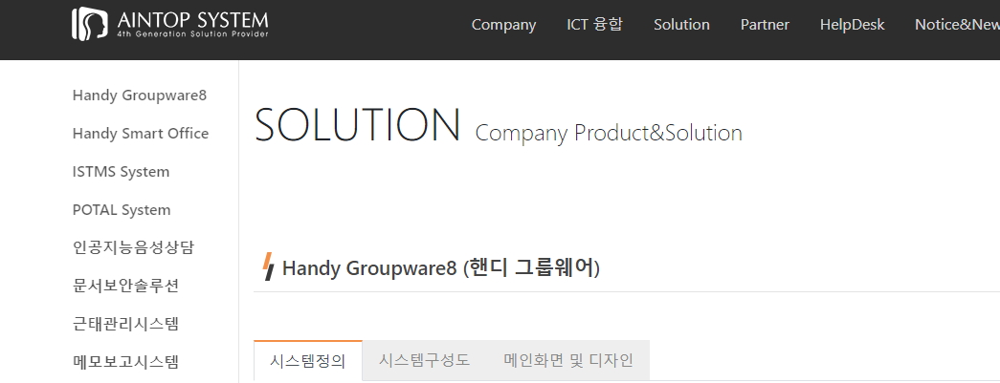 AINTOP SYSTEM
4th Generation Solution Provider
Company ICT 융합 Solution Partner HelpDesk Notice&New
Handy Groupware8
Handy Smart Office
ISTMS System
POTAL System
인공지능음성상담
문서보안솔루션
근태관리시스템
메모보고시스템
SOLUTION Company Product&Solution
Handy Groupware8 (핸디 그룹웨어)
시스템정의 시스템구성도 메인화면 및 디자인